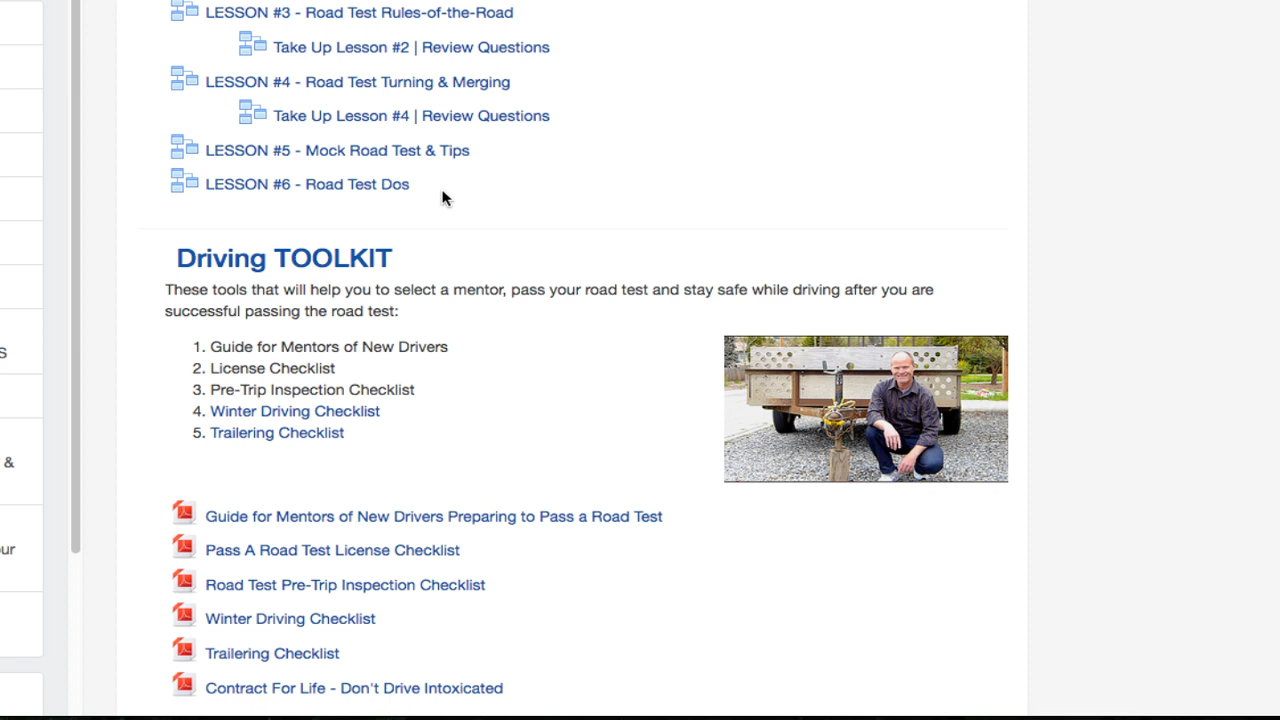 LESSON #3 - Road Test Rules-of-the-Road
Take Up Lesson #2 | Review Questions
LESSON #4 - Road Test Turning & Merging
Take Up Lesson #4 | Review Questions
LESSON #5 - Mock Road Test & Tips
LESSON #6 - Road Test Dos
Driving TOOLKIT
These tools that will help you to select a mentor, pass your road test and stay safe while driving after you are
successful passing the road test:
1. Guide for Mentors of New Drivers
2. License Checklist
3. Pre-Trip Inspection Checklist
4. Winter Driving Checklist
5. Trailering Checklist
Guide for Mentors of New Drivers Preparing to Pass a Road Test
Pass A Road Test License Checklist
Road Test Pre-Trip Inspection Checklist
Winter Driving Checklist
Trailering Checklist
Contract For Life - Don't Drive Intoxicated
S
&
our